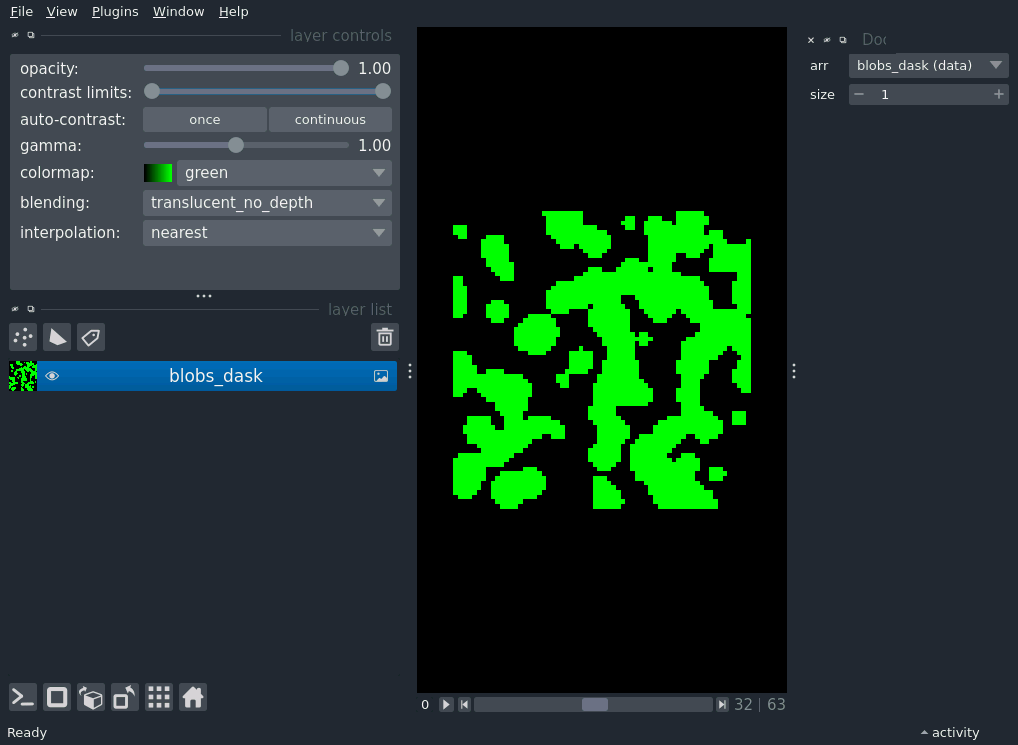 File View Plugins Window Help
layer controls
opacity: 1.00
contrast limits:
auto-contrast: once continuous
gamma: 1.00
colormap: green
blending: translucent_no_depth
interpolation: nearest
layer list
blobs_dask
0 32 | 63
Doc
arr blobs_dask (data)
size 1
Ready
activity